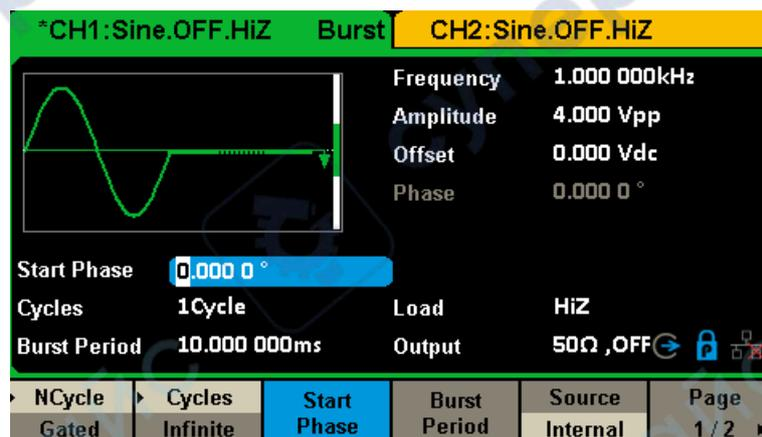 *CH1:Sine.OFF.HiZ Burst CH2:Sine.OFF.HiZ
Frequency 1.000 000kHz
Amplitude 4.000 Vpp
Offset 0.000 Vdc
Phase 0.000 0 °
Start Phase 0.000 0 °
Cycles 1Cycle Load HiZ
Burst Period 10.000 000ms Output 50Ω ,OFF
NCycle Cycles Start Burst Source Page
Gated Infinite Phase Period Internal 1 / 2